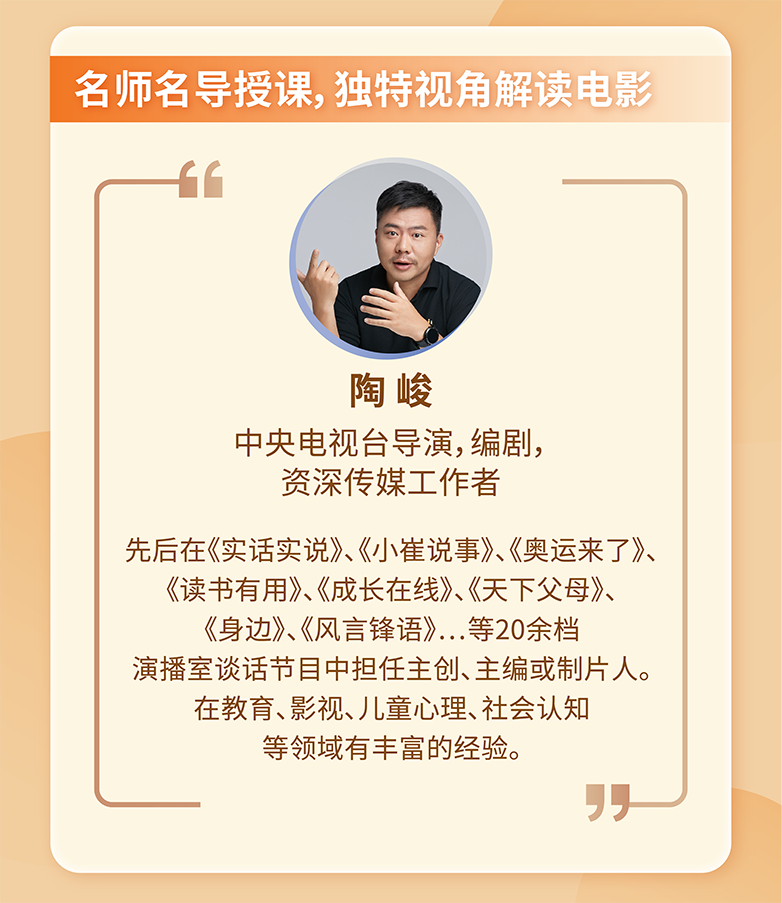 名师名导授课，独特视角解读电影
陶峻
中央电视台导演，编剧，
资深传媒工作者
先后在《实话实说》、《小崔说事》、《奥运来了》、
《读书有用》、《成长在线》、《天下父母》、
《身边》、《风言锋语》…等20余档
演播室谈话节目中担任主创、主编或制片人。
在教育、影视、儿童心理、社会认知
等领域有丰富的经验。